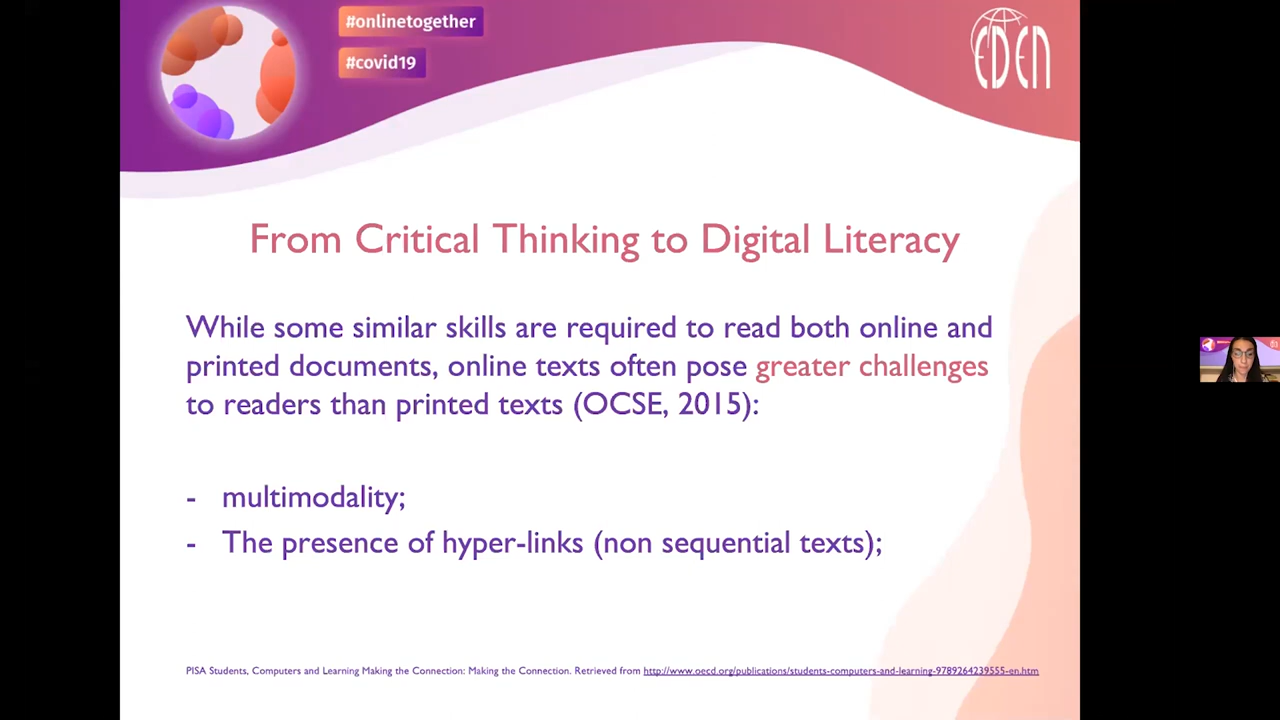 #onlinetogether
#covid19
EDEN
From Critical Thinking to Digital Literacy
While some similar skills are required to read both online and
printed documents, online texts often pose greater challenges
to readers than printed texts (OCSE, 2015):
- multimodality;
- The presence of hyper-links (non sequential texts);
PISA Students, Computers and Learning Making the Connection: Making the Connection. Retrieved from http://www.oecd.org/publications/students-computers-and-learning-9789264239555-en.htm